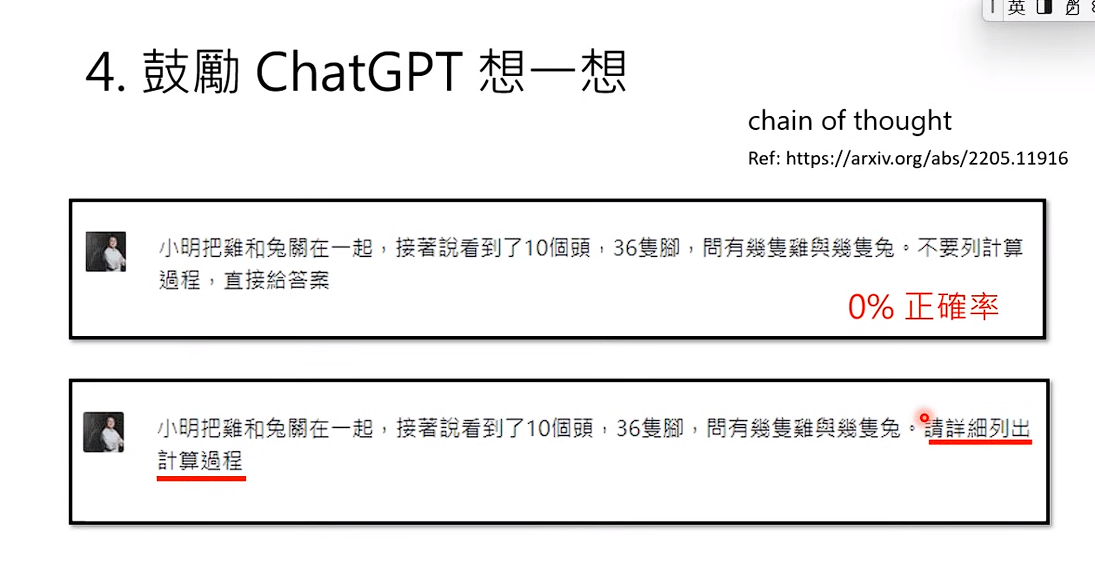 英
4. 鼓勵 ChatGPT 想一想
chain of thought
Ref: https://arxiv.org/abs/2205.11916
小明把雞和兔關在一起，接著說看到了10個頭，36隻腳，問有幾隻雞與幾隻兔。不要列計算
過程，直接給答案
0% 正確率
小明把雞和兔關在一起，接著說看到了10個頭，36隻腳，問有幾隻雞與幾隻兔。請詳細列出
計算過程